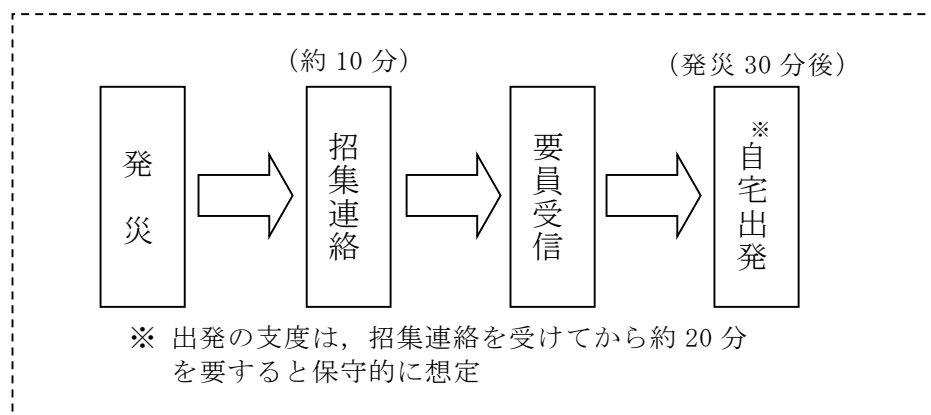 (約 10 分)
(発災 30 分後)
発災
招集連絡
要員受信
※自宅出発
※ 出発の支度は，招集連絡を受けてから約 20 分
を要すると保守的に想定